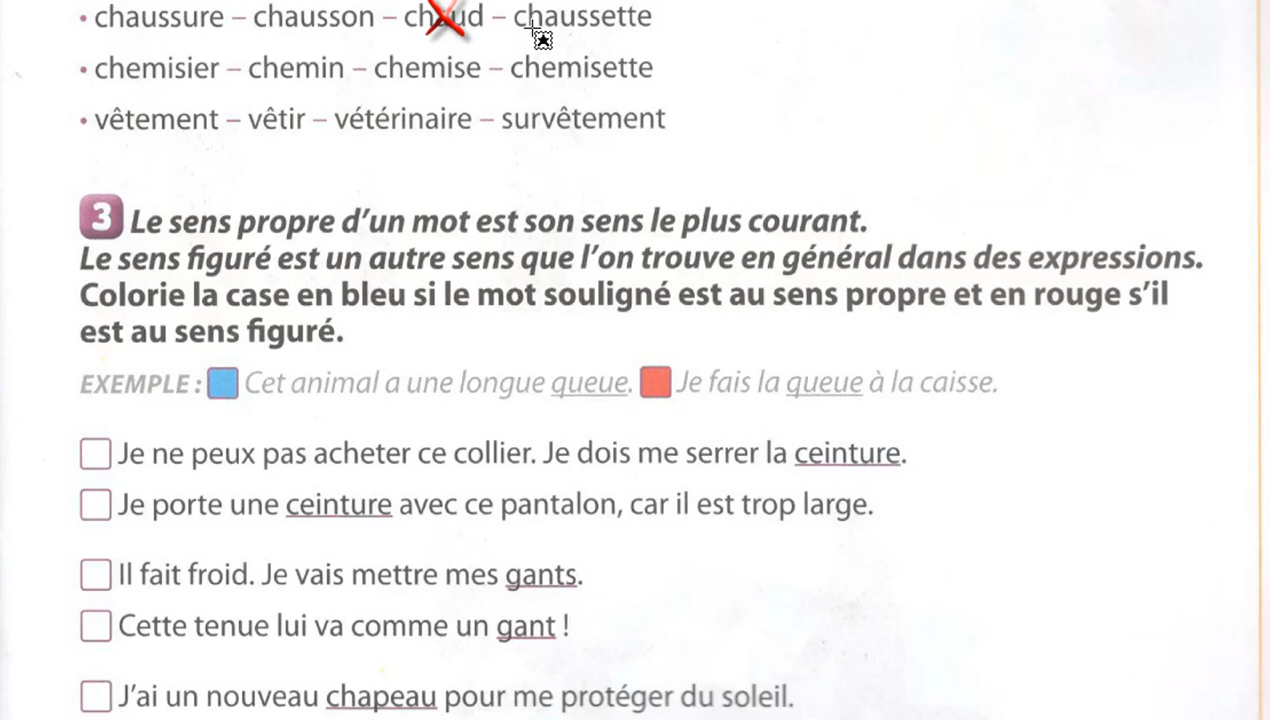 • chaussure – chausson – chaud – chaussette
• chemisier – chemin – chemise – chemisette
• vêtement – vêtir – vétérinaire – survêtement
3 Le sens propre d’un mot est son sens le plus courant.
Le sens figuré est un autre sens que l’on trouve en général dans des expressions.
Colorie la case en bleu si le mot souligné est au sens propre et en rouge s’il
est au sens figuré.
EXEMPLE : Cet animal a une longue queue. Je fais la queue à la caisse.
Je ne peux pas acheter ce collier. Je dois me serrer la ceinture.
Je porte une ceinture avec ce pantalon, car il est trop large.
Il fait froid. Je vais mettre mes gants.
Cette tenue lui va comme un gant !
J’ai un nouveau chapeau pour me protéger du soleil.